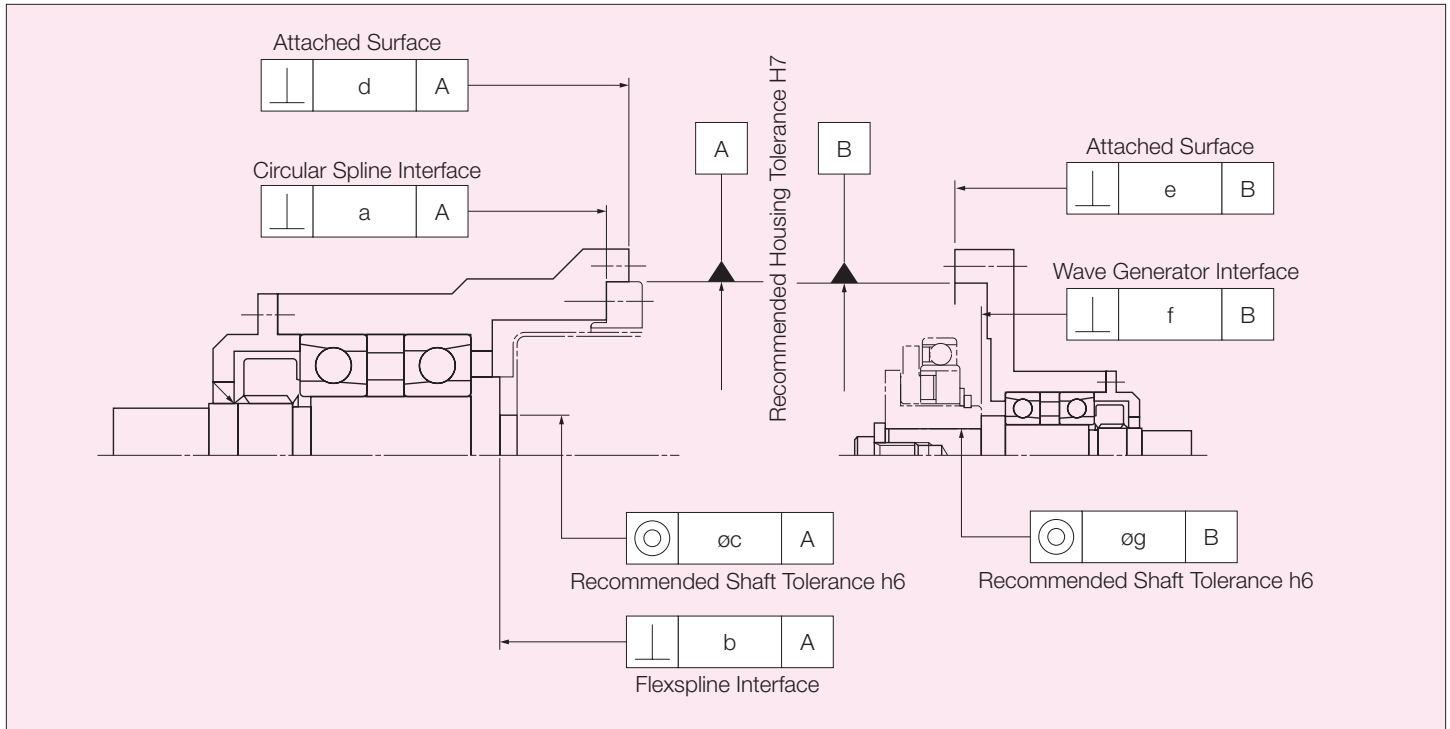 Attached Surface
⊥ d A
Circular Spline Interface
⊥ a A
A
Recommended Housing Tolerance H7
B
Attached Surface
⊥ e B
Wave Generator Interface
⊥ f B
◎ øc A
Recommended Shaft Tolerance h6
⊥ b A
Flexspline Interface
◎ øg B
Recommended Shaft Tolerance h6